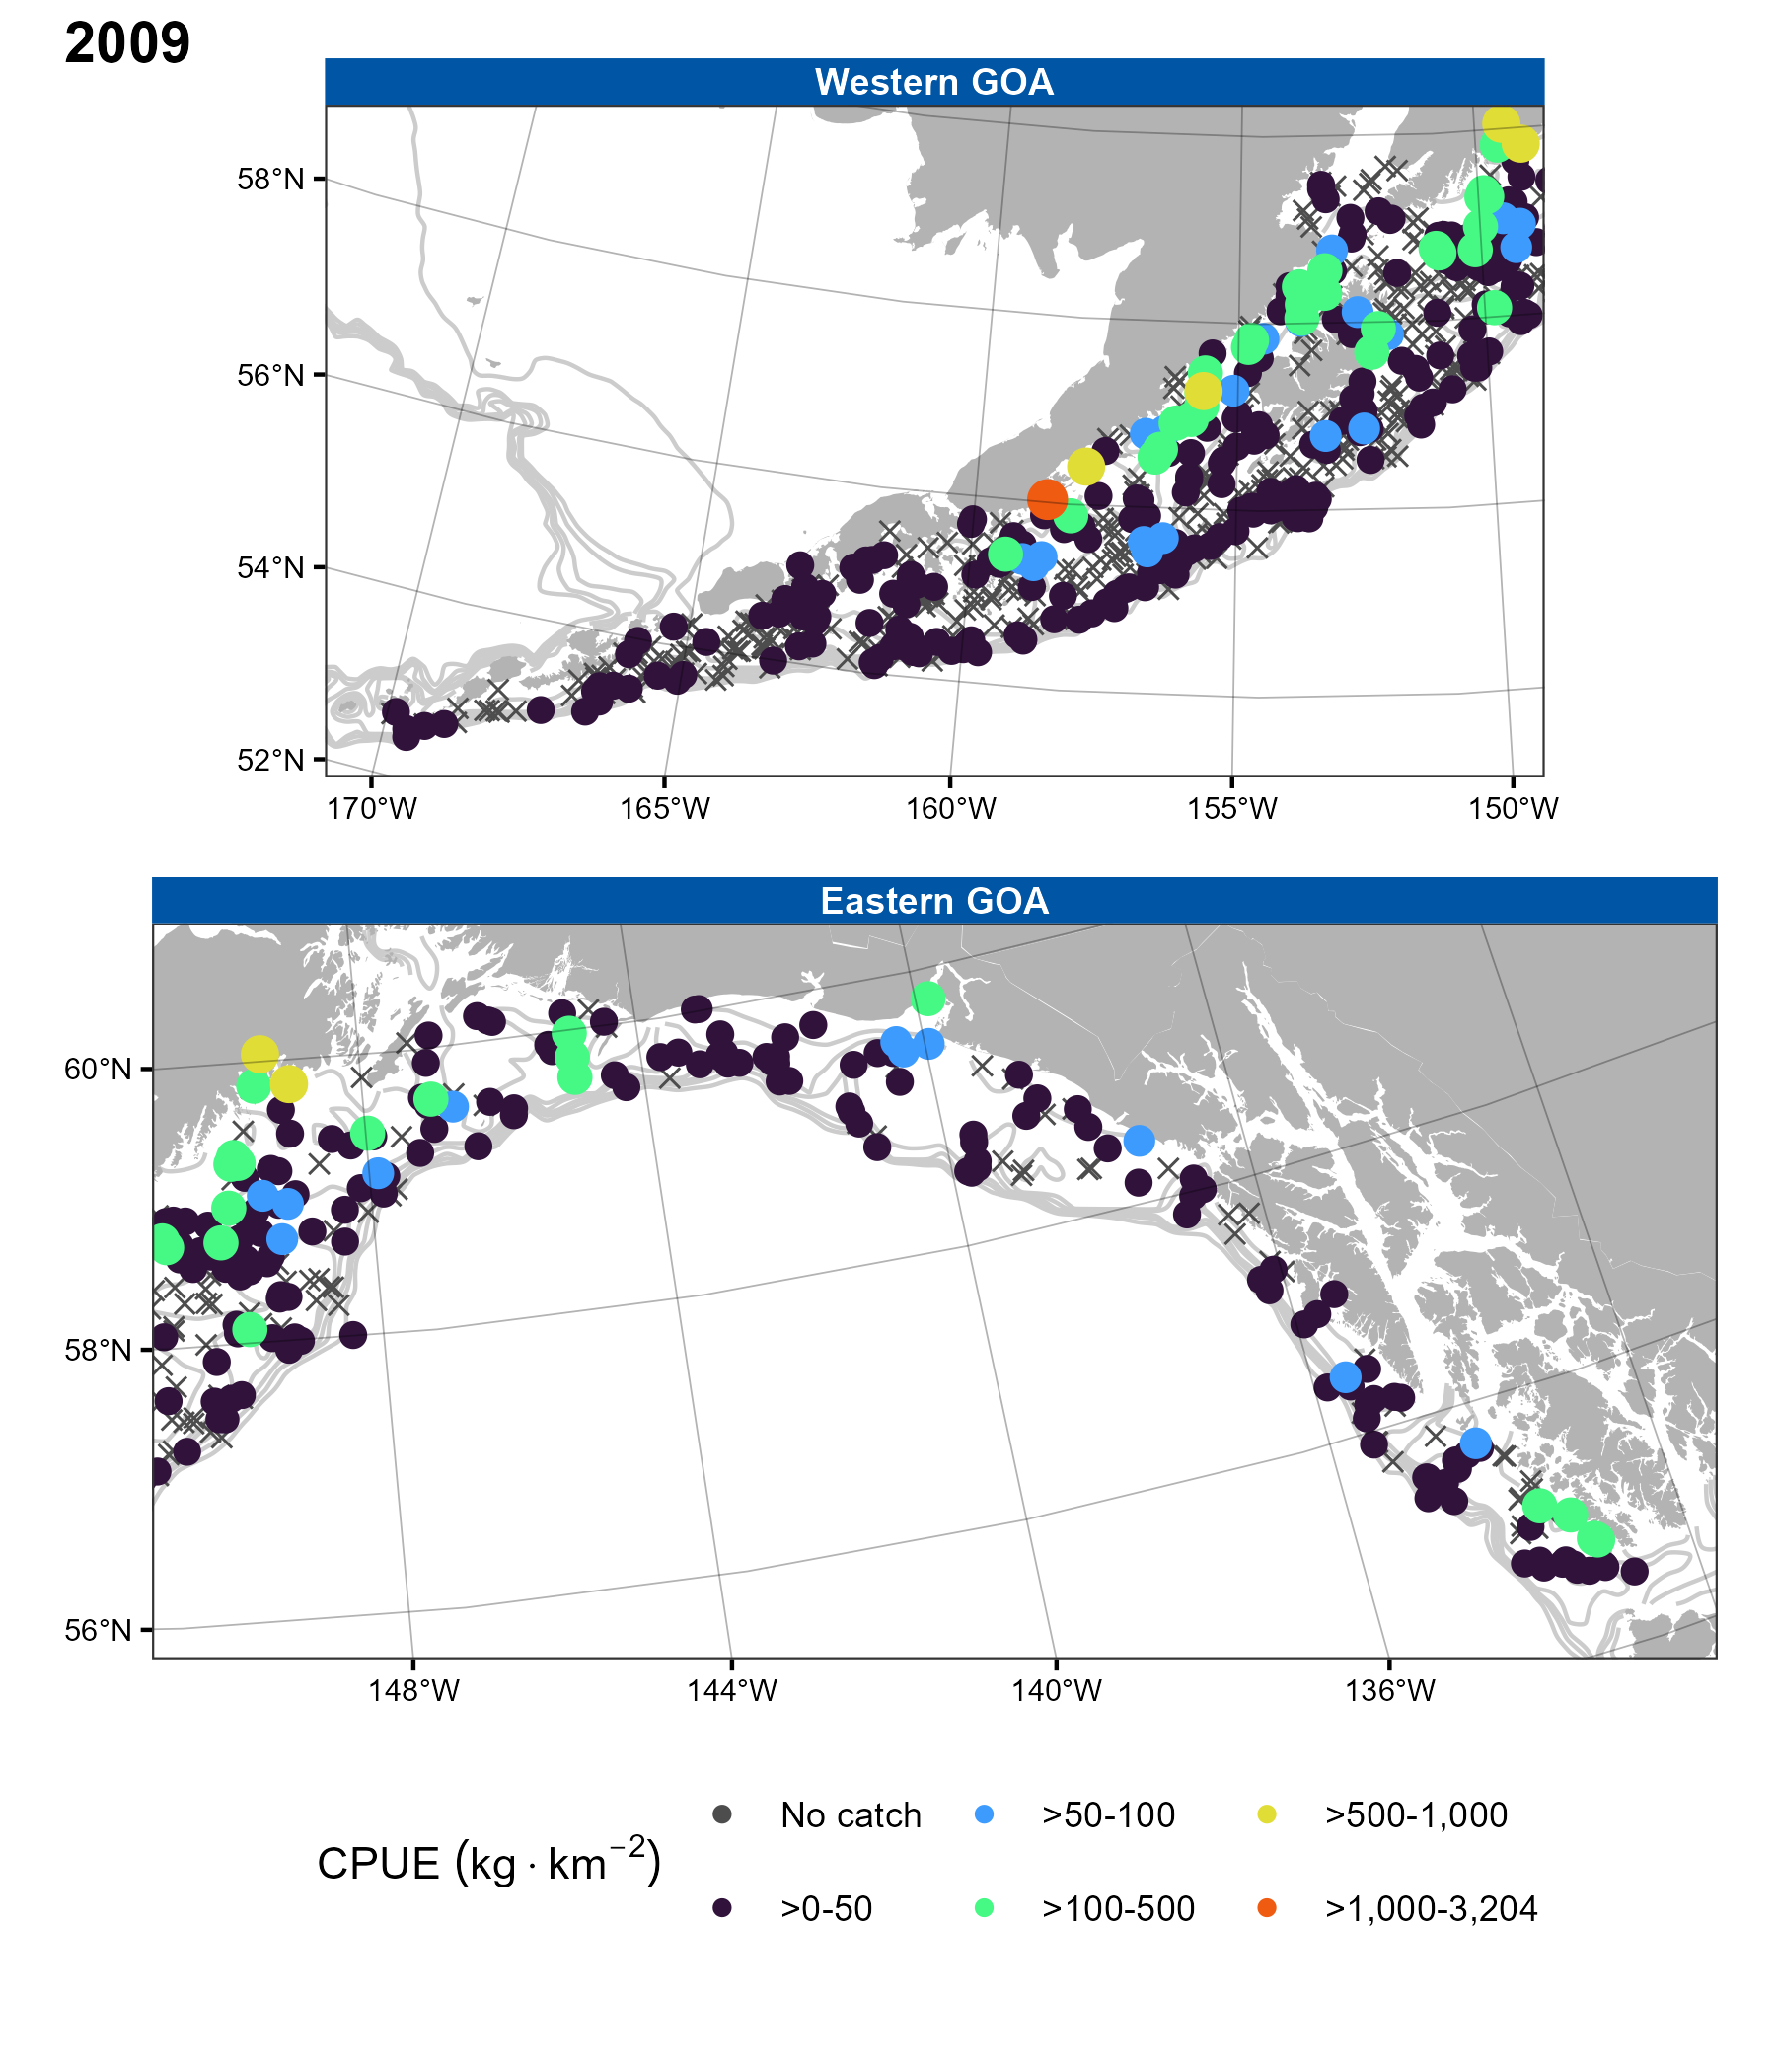 2009
Western GOA
58°N
56°N
54°N
52°N
170°W 165°W 160°W 155°W 150°W
Eastern GOA
60°N
58°N
56°N
148°W 144°W 140°W 136°W
CPUE (kg · km⁻²)
No catch >50-100 >500-1,000
>0-50 >100-500 >1,000-3,204